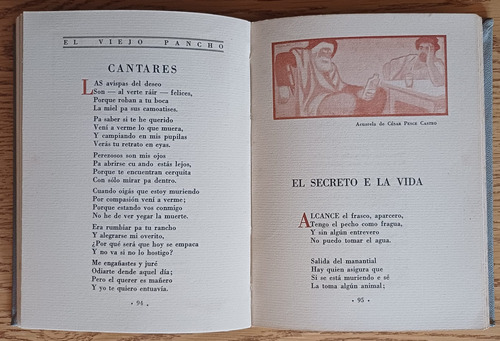 EL VIEJO PANCHO
CANTARES
LAS avispas del deseo
Son — al verte ráir — felices,
Porque roban a tu boca
La miel pa sus camoatises.
Pa saber si te he querido
Vení a verme lo que muera,
Y campiando en mis pupilas
Verás tu retrato en eyas.
Perezosos son mis ojos
Pa abrirse cu ando estás lejos,
Porque te encuentran cerquita
Con sólo mirar pa dentro.
Cuando oigás que estoy muriendo
Por compasión vení a verme;
Porque estando vos conmigo
No he de ver yegar la muerte.
Era rumbiar pa tu rancho
Y alegrarse mi overito,
¿Por qué será que hoy se empaca
Y no va si no lo hostigo?
Me engañastes y juré
Odiarte dende aquel día;
Pero el querer es mañero
Y yo te quiero entuavía.
• 94 •
Acuarela de César Pesce Castro
EL SECRETO E LA VIDA
ALCANCE el frasco, aparcero,
Tengo el pecho como fragua,
Y sin algún entrevero
No puedo tomar el agua.
Salida del manantial
Hay quien asigura que
Si se está muriendo e sé
La toma algún animal;
• 95 •